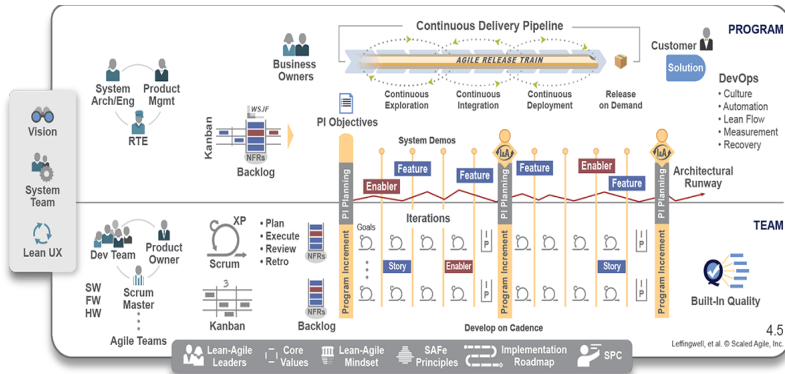 Continuous Delivery Pipeline
PROGRAM
Business
Owners
AGILE RELEASE TRAIN
Customer
Solution
System
Arch/Eng
Product
Mgmt
RTE
Continuous
Exploration
Continuous
Integration
Continuous
Deployment
Release
on Demand
DevOps
• Culture
• Automation
• Lean Flow
• Measurement
• Recovery
Vision
System
Team
Lean UX
Kanban
WSJF
NFRs
Backlog
PI Objectives
System Demos
I&A
I&A
Feature
Enabler
Feature
Feature
Enabler
Feature
Architectural
Runway
PI Planning
PI Planning
PI Planning
TEAM
Dev Team
Product
Owner
Scrum
Master
SW
FW
HW
Agile Teams
XP
Scrum
• Plan
• Execute
• Review
• Retro
3
Kanban
NFRs
NFRs
Backlog
Iterations
Goals
Program Increment
Program Increment
Program Increment
Story
Enabler
Story
I P
I P
I P
I P
Develop on Cadence
Built-In Quality
4.5
Leffingwell, et al. © Scaled Agile, Inc.
Lean-Agile
Leaders
Core
Values
Lean-Agile
Mindset
SAFe
Principles
Implementation
Roadmap
SPC